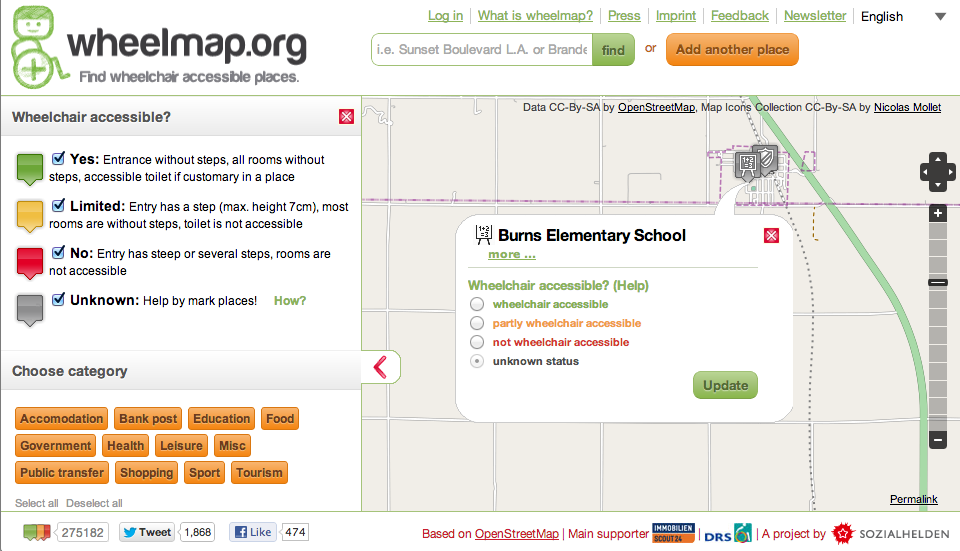 Log in
What is wheelmap?
Press
Imprint
Feedback
Newsletter
English
wheelmap.org
Find wheelchair accessible places.
i.e. Sunset Boulevard L.A. or Brande
find
or
Add another place
Wheelchair accessible?
Yes: Entrance without steps, all rooms without
steps, accessible toilet if customary in a place
Limited: Entry has a step (max. height 7cm), most
rooms are without steps, toilet is not accessible
No: Entry has steep or several steps, rooms are
not accessible
Unknown: Help by mark places! How?
Choose category
Accomodation
Bank post
Education
Food
Government
Health
Leisure
Misc
Public transfer
Shopping
Sport
Tourism
Select all
Deselect all
Data CC-By-SA by OpenStreetMap, Map Icons Collection CC-By-SA by Nicolas Mollet
Burns Elementary School
more ...
Wheelchair accessible? (Help)
wheelchair accessible
partly wheelchair accessible
not wheelchair accessible
unknown status
Update
Permalink
275182
Tweet
1,868
Like
474
Based on OpenStreetMap | Main supporter IMMOBILIEN SCOUT24 | DRS | A project by SOZIALHELDEN